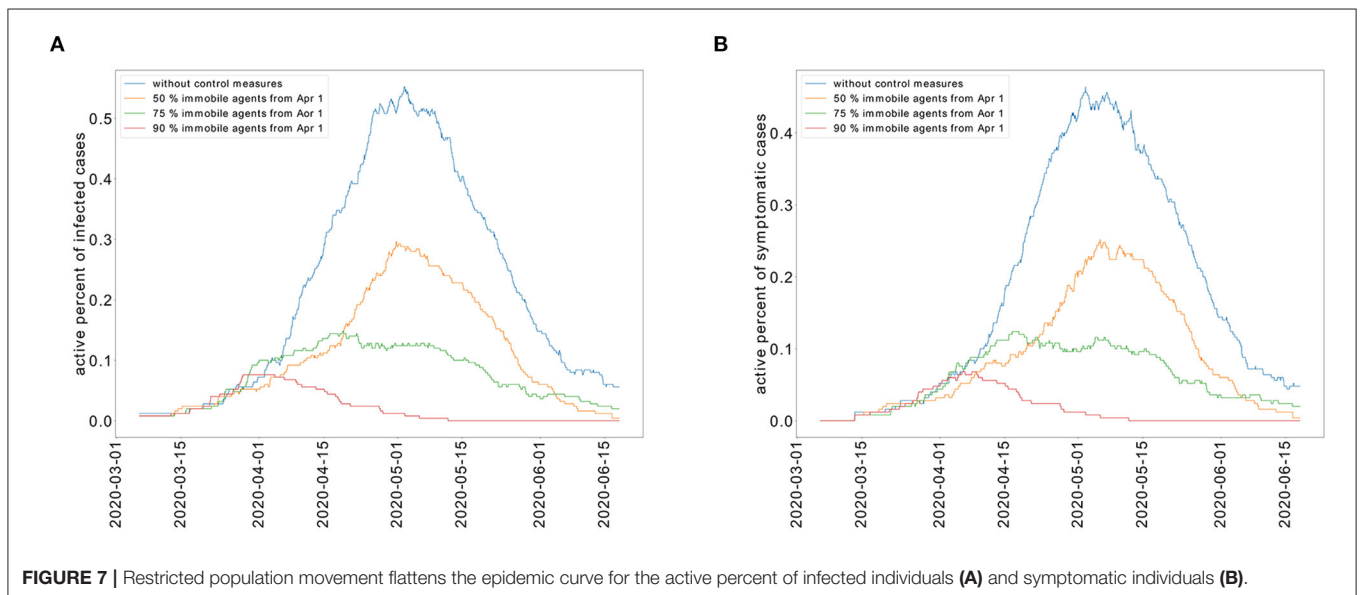 A
B
without control measures
50 % immobile agents from Apr 1
75 % immobile agents from Aor 1
90 % immobile agents from Apr 1
active percent of infected cases
0.5
0.4
0.3
0.2
0.1
0.0
2020-03-01
2020-03-15
2020-04-01
2020-04-15
2020-05-01
2020-05-15
2020-06-01
2020-06-15
without control measures
50 % immobile agents from Apr 1
75 % immobile agents from Aor 1
90 % immobile agents from Apr 1
active percent of symptomatic cases
0.4
0.3
0.2
0.1
0.0
2020-03-01
2020-03-15
2020-04-01
2020-04-15
2020-05-01
2020-05-15
2020-06-01
2020-06-15
FIGURE 7 | Restricted population movement flattens the epidemic curve for the active percent of infected individuals (A) and symptomatic individuals (B).